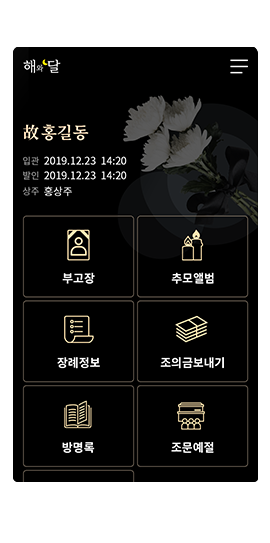 해와달
故 홍길동
입관 2019.12.23 14:20
발인 2019.12.23 14:20
상주 홍상주
부고장 추모앨범
장례정보 조의금보내기
방명록 조문예절